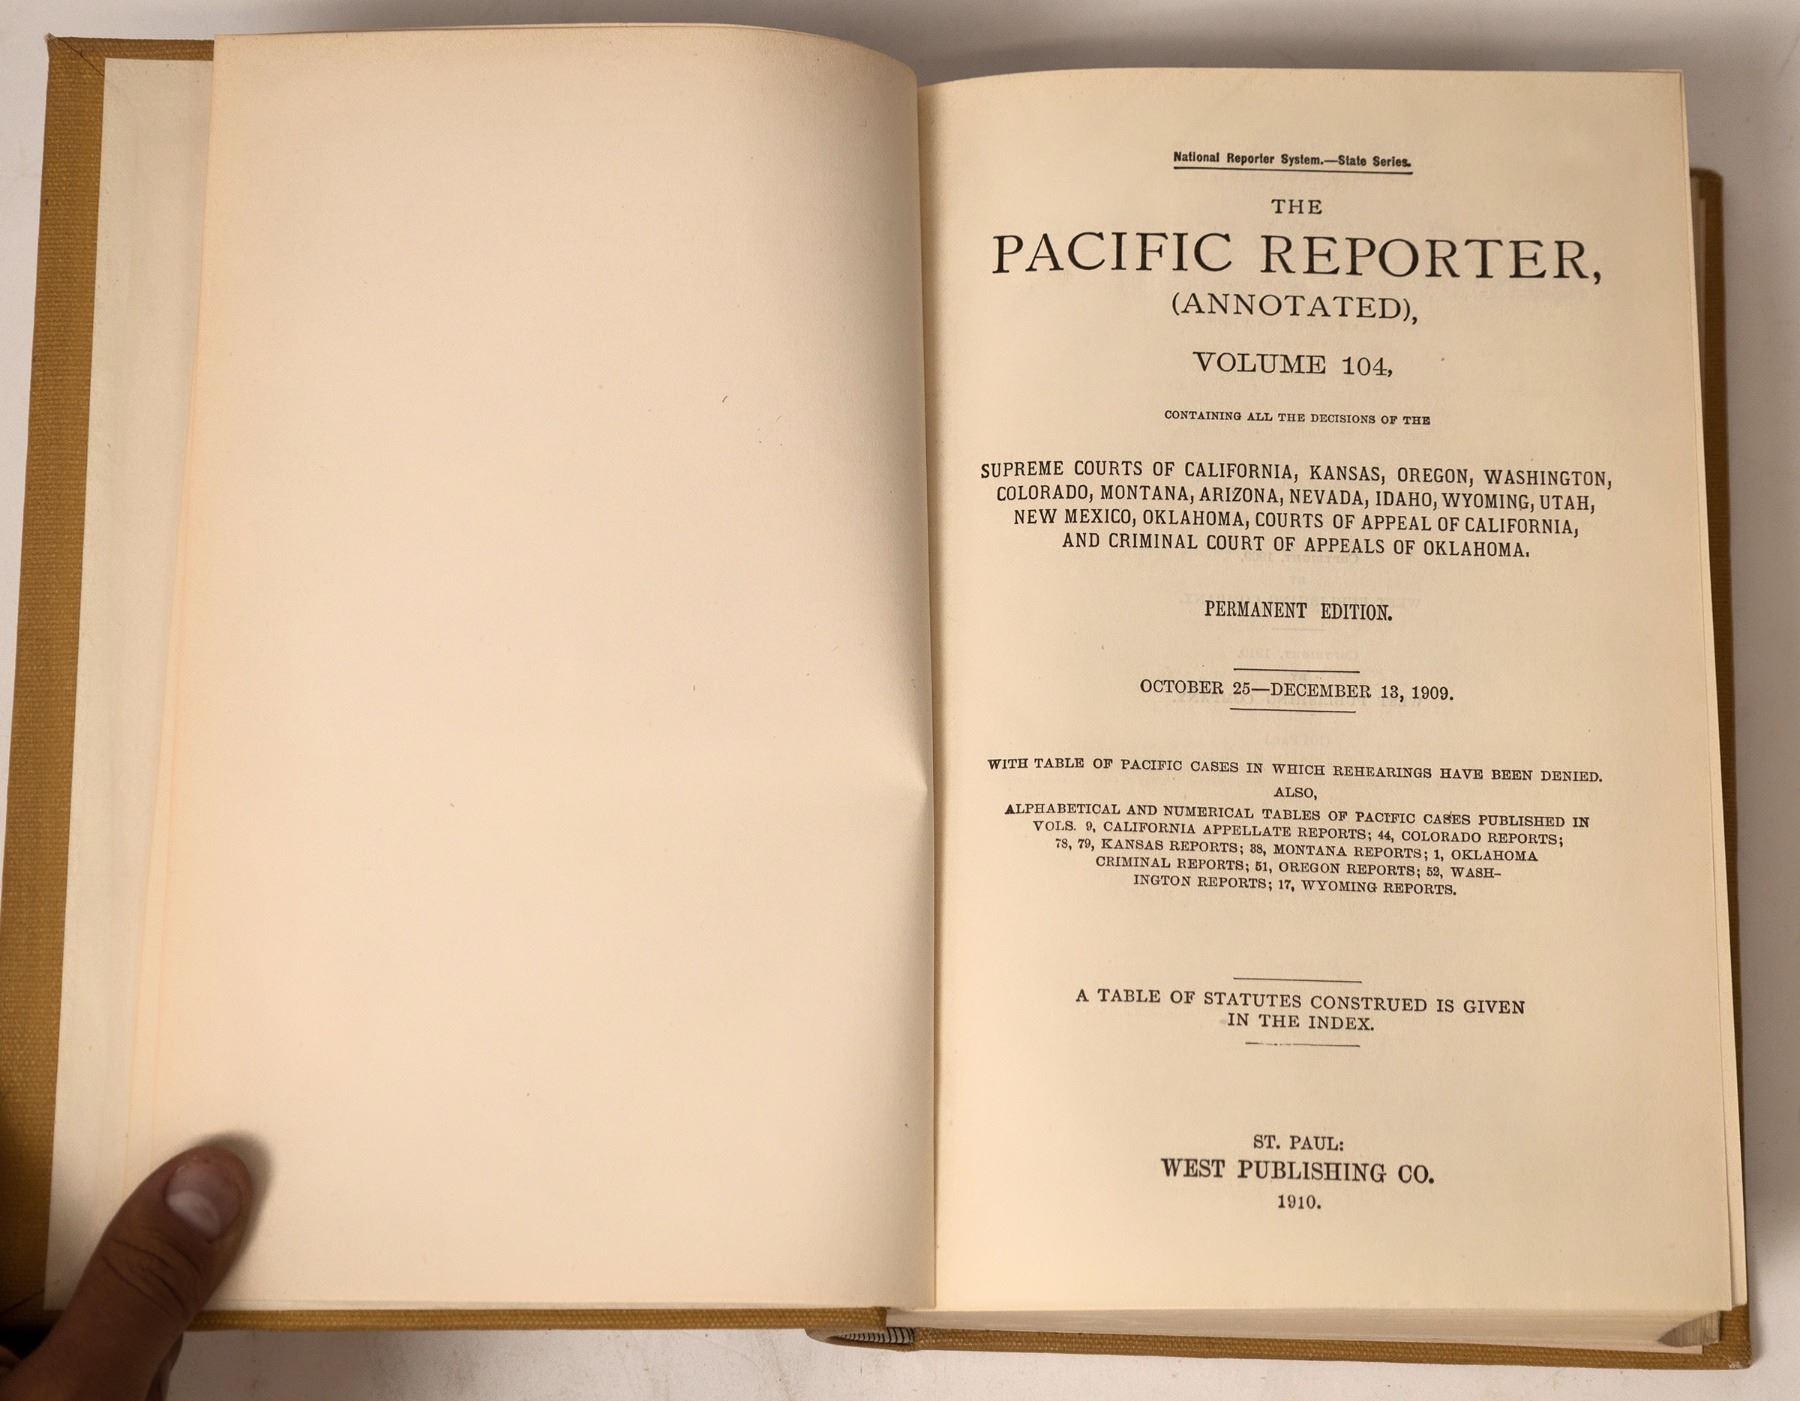 National Reporter System.—State Series.
THE
PACIFIC REPORTER,
(ANNOTATED),
VOLUME 104,
CONTAINING ALL THE DECISIONS OF THE
SUPREME COURTS OF CALIFORNIA, KANSAS, OREGON, WASHINGTON,
COLORADO, MONTANA, ARIZONA, NEVADA, IDAHO, WYOMING, UTAH,
NEW MEXICO, OKLAHOMA, COURTS OF APPEAL OF CALIFORNIA,
AND CRIMINAL COURT OF APPEALS OF OKLAHOMA.
PERMANENT EDITION.
OCTOBER 25—DECEMBER 13, 1909.
WITH TABLE OF PACIFIC CASES IN WHICH REHEARINGS HAVE BEEN DENIED.
ALSO,
ALPHABETICAL AND NUMERICAL TABLES OF PACIFIC CASES PUBLISHED IN
VOLS. 9, CALIFORNIA APPELLATE REPORTS; 44, COLORADO REPORTS;
78, 79, KANSAS REPORTS; 38, MONTANA REPORTS; 1, OKLAHOMA
CRIMINAL REPORTS; 51, OREGON REPORTS; 52, WASH-
INGTON REPORTS; 17, WYOMING REPORTS.
A TABLE OF STATUTES CONSTRUED IS GIVEN
IN THE INDEX.
ST. PAUL:
WEST PUBLISHING CO.
1910.